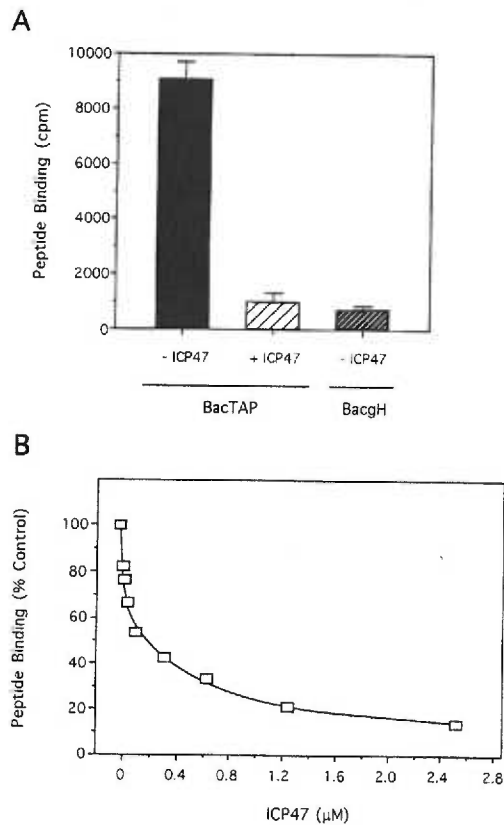 A
10000
8000
6000
4000
2000
0
Peptide Binding (cpm)
- ICP47 + ICP47 - ICP47
BacTAP BacgH
B
100
80
60
40
20
0
Peptide Binding (% Control)
0 0.4 0.8 1.2 1.6 2.0 2.4 2.8
ICP47 (μM)